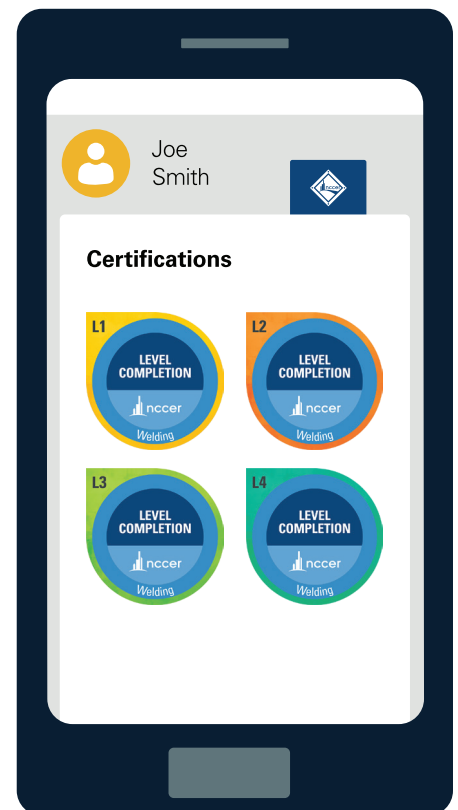 Joe
Smith
nccer
Certifications
L1
LEVEL
COMPLETION
nccer
Welding
L2
LEVEL
COMPLETION
nccer
Welding
L3
LEVEL
COMPLETION
nccer
Welding
L4
LEVEL
COMPLETION
nccer
Welding